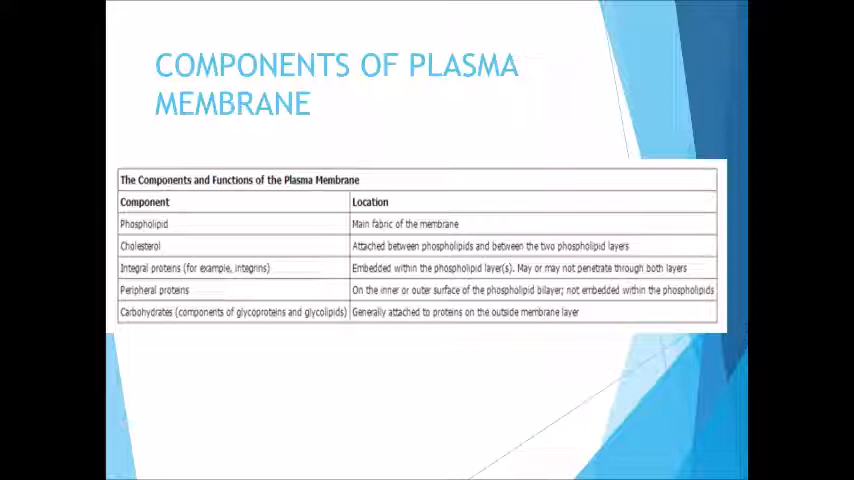 COMPONENTS OF PLASMA
MEMBRANE
The Components and Functions of the Plasma Membrane
Component Location
Phospholipid Main fabric of the membrane
Cholesterol Attached between phospholipids and between the two phospholipid layers
Integral proteins (for example, integrins) Embedded within the phospholipid layer(s). May or may not penetrate through both layers
Peripheral proteins On the inner or outer surface of the phospholipid bilayer; not embedded within the phospholipids
Carbohydrates (components of glycoproteins and glycolipids) Generally attached to proteins on the outside membrane layer